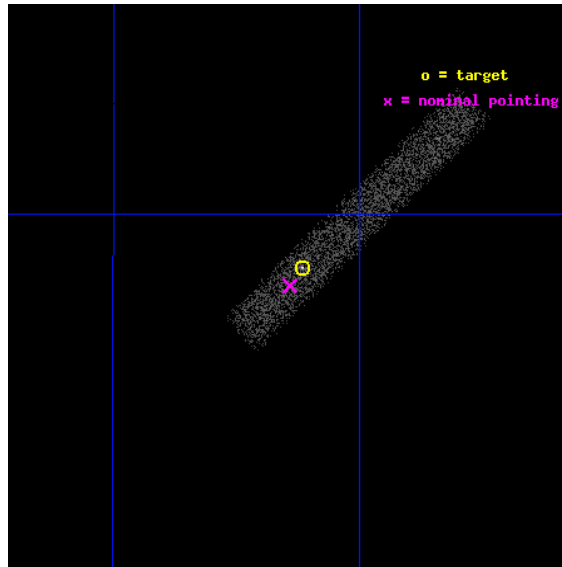 o = target
x = nominal pointing